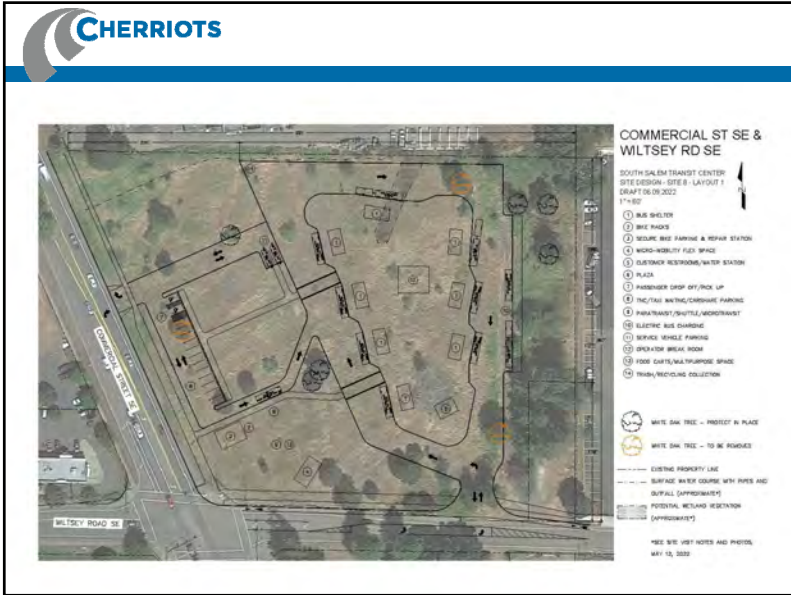 CHERRIOTS
COMMERCIAL ST SE &
WILTSEY RD SE
SOUTH SALEM TRANSIT CENTER
SITE DESIGN - SITE 8 - LAYOUT 1
DRAFT 06.09.2022
1"=60'
1 BUS SHELTER
2 BIKE RACKS
3 SECURE BIKE PARKING & REPAIR STATION
4 MICRO-MOBILITY FLEX SPACE
5 CUSTOMER RESTROOMS/WATER STATION
6 PLAZA
7 PASSENGER DROP OFF/PICK UP
8 TNC/TAXI WAITING/CARSHARE PARKING
9 PARATRANSIT/SHUTTLE/MICROTRANSIT
10 ELECTRIC BUS CHARGING
11 SERVICE VEHICLE PARKING
12 OPERATOR BREAK ROOM
13 FOOD CARTS/MULTIPURPOSE SPACE
14 TRASH/RECYCLING COLLECTION
WHITE OAK TREE - PROTECT IN PLACE
WHITE OAK TREE - TO BE REMOVED
EXISTING PROPERTY LINE
SURFACE WATER COURSE WITH PIPES AND
OUTFALL (APPROXIMATE*)
POTENTIAL WETLAND VEGETATION
(APPROXIMATE*)
*SEE SITE VISIT NOTES AND PHOTOS,
COMMERCIAL STREET SE
WILTSEY ROAD SE